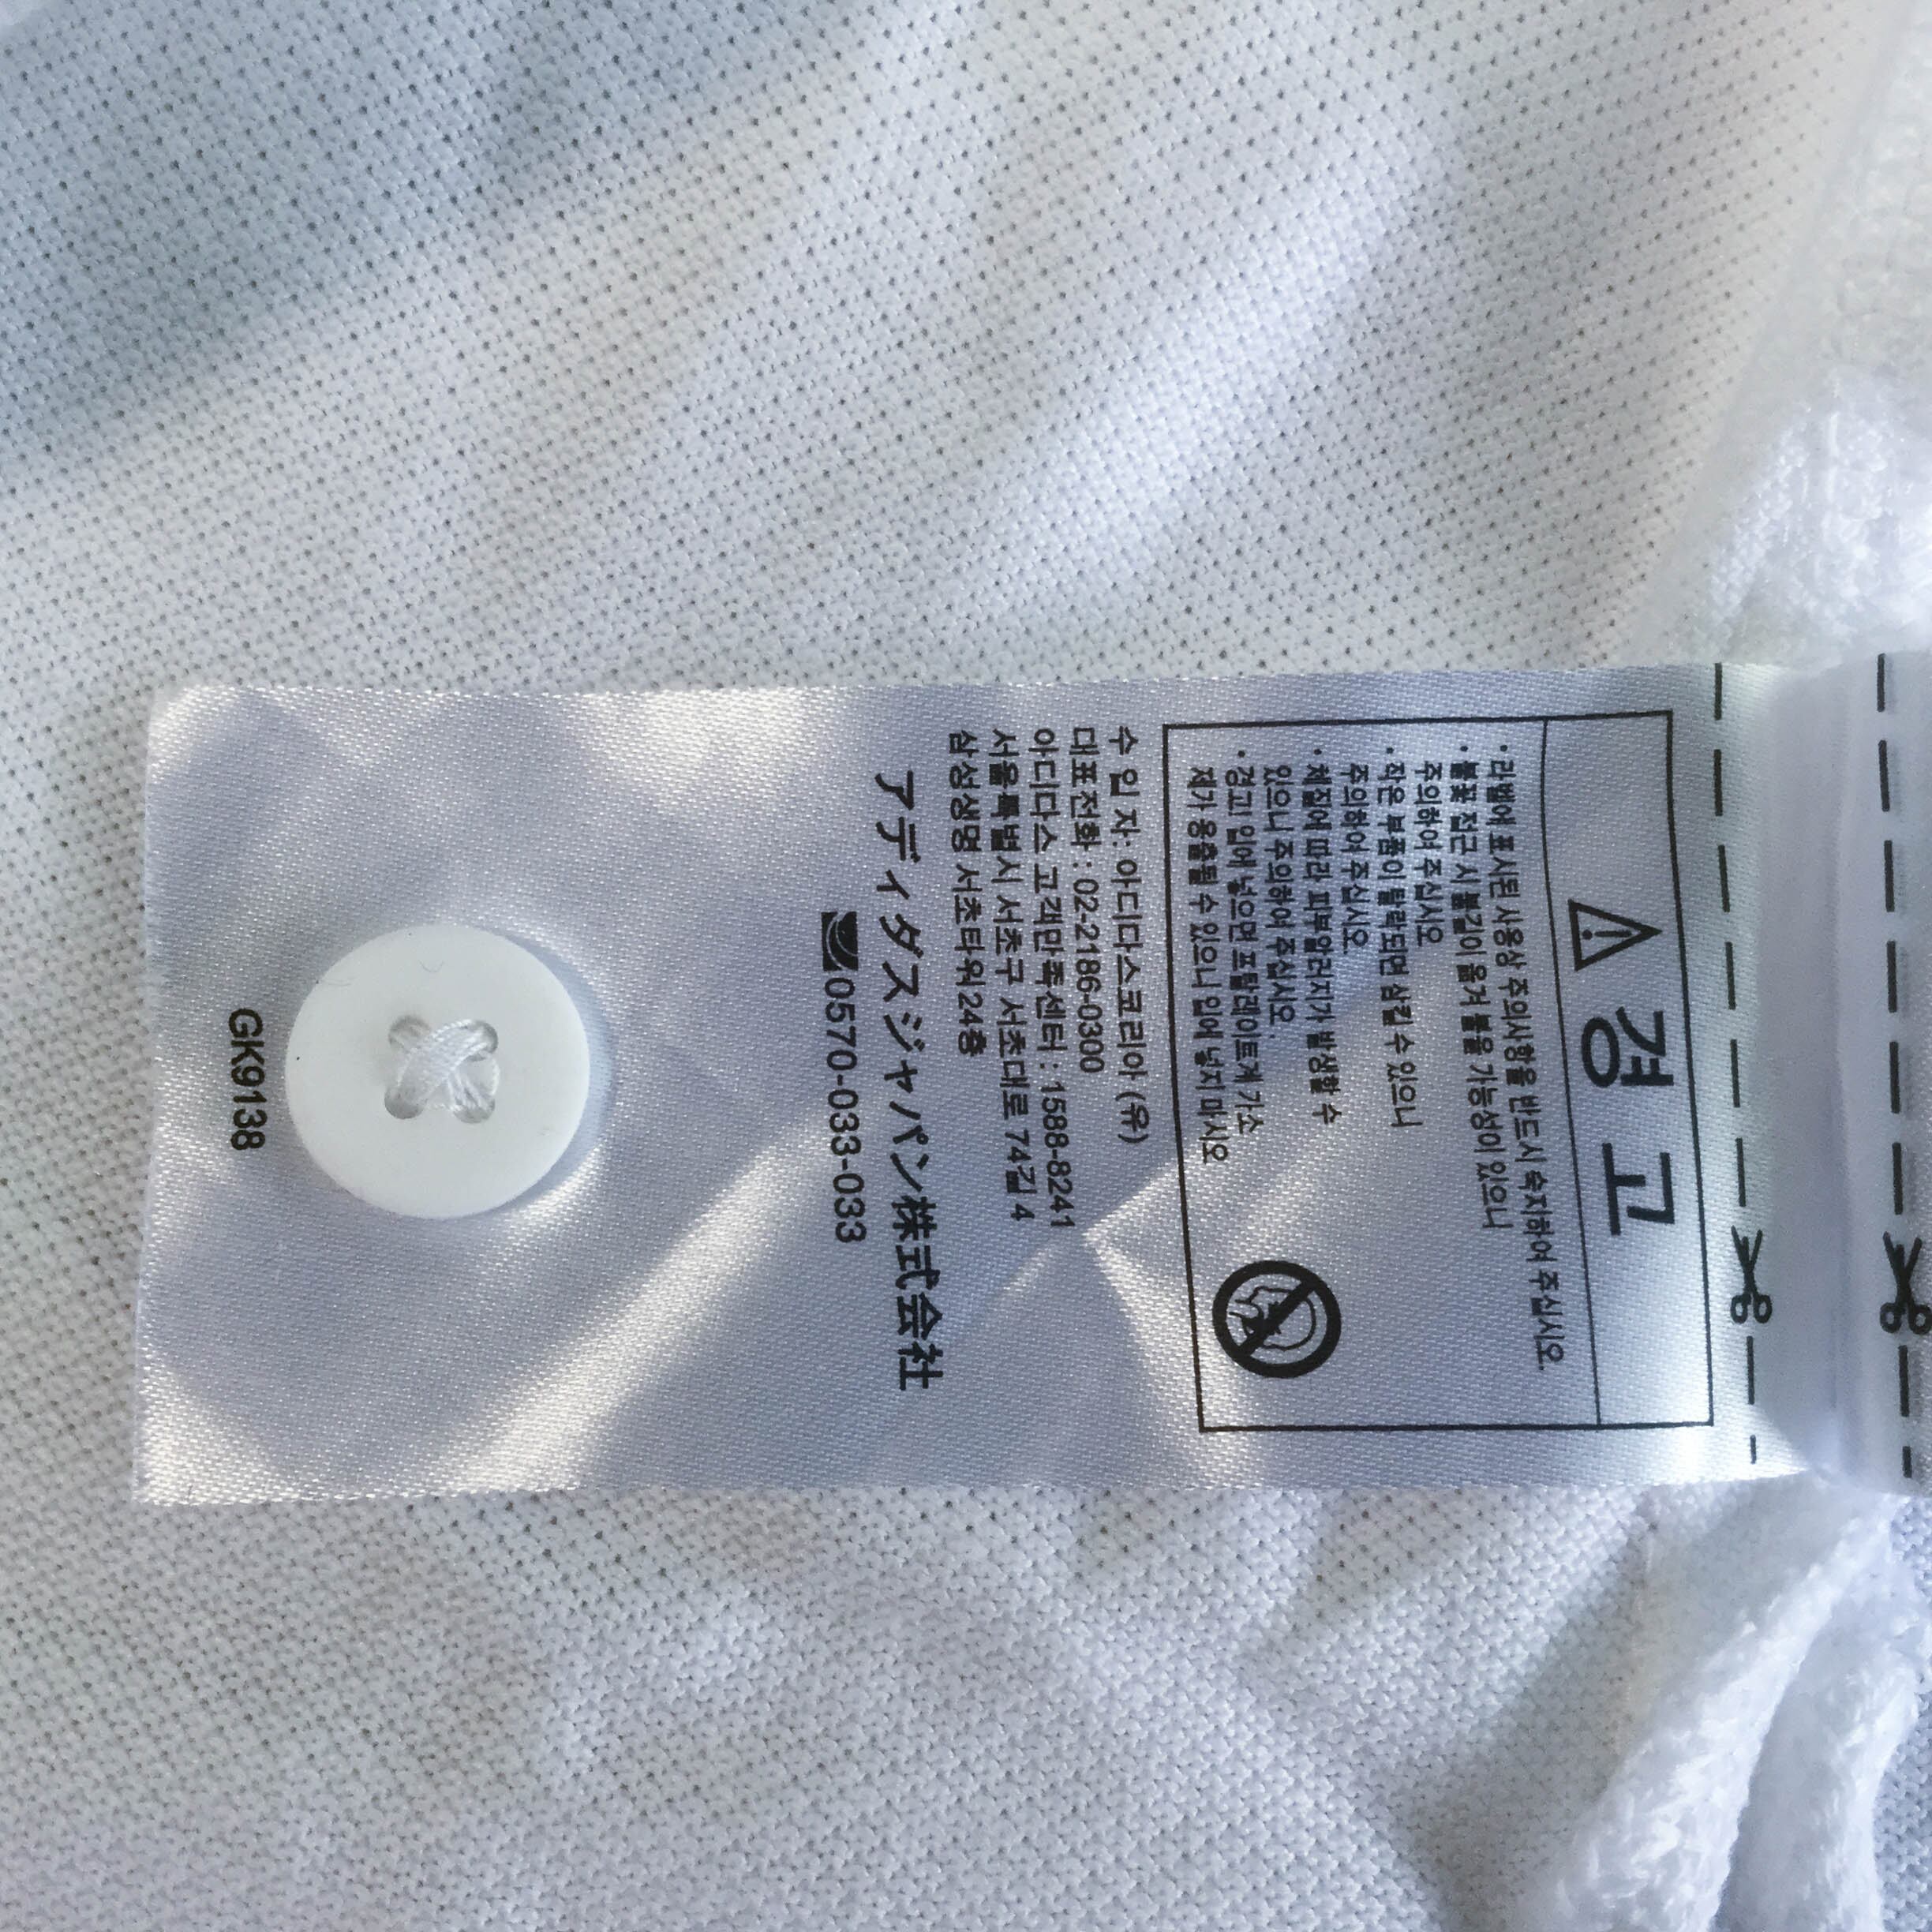 경 고
· 라벨에 표시된 사용상 주의사항을 반드시 숙지하여 주십시오.
· 불꽃 접근 시 불길이 옮겨 붙을 가능성이 있으니
주의하여 주십시오
· 작은 부품이 탈락되면 삼킬 수 있으니
주의하여 주십시오
· 체질에 따라 피부알러지가 발생할 수
있으니 주의하여 주십시오.
· 경고! 입에 넣으면 프탈레이트계 가소
제가 용출될 수 있으니 입에 넣지 마시오
수 입 자: 아디다스코리아 (유)
대표전화 : 02-2186-0300
아디다스 고객만족센터 : 1588-8241
서울특별시 서초구 서초대로 74길 4
삼성생명 서초타워 24층
アディダスジャパン株式会社
0570-033-033
GK9138